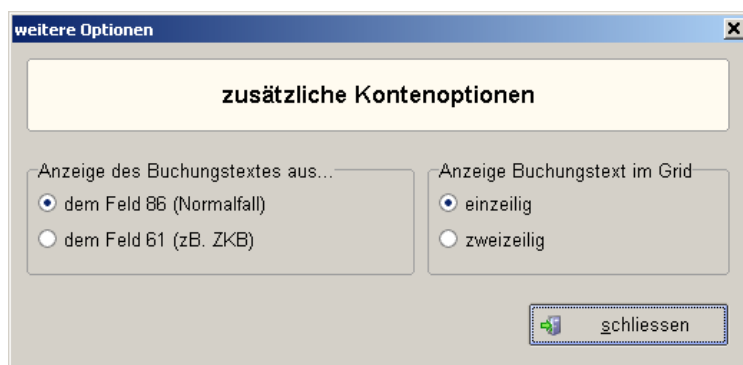 weitere Optionen
zusätzliche Kontenoptionen
Anzeige des Buchungstextes aus...
dem Feld 86 (Normalfall)
dem Feld 61 (zB. ZKB)
Anzeige Buchungstext im Grid
einzeilig
zweizeilig
schliessen